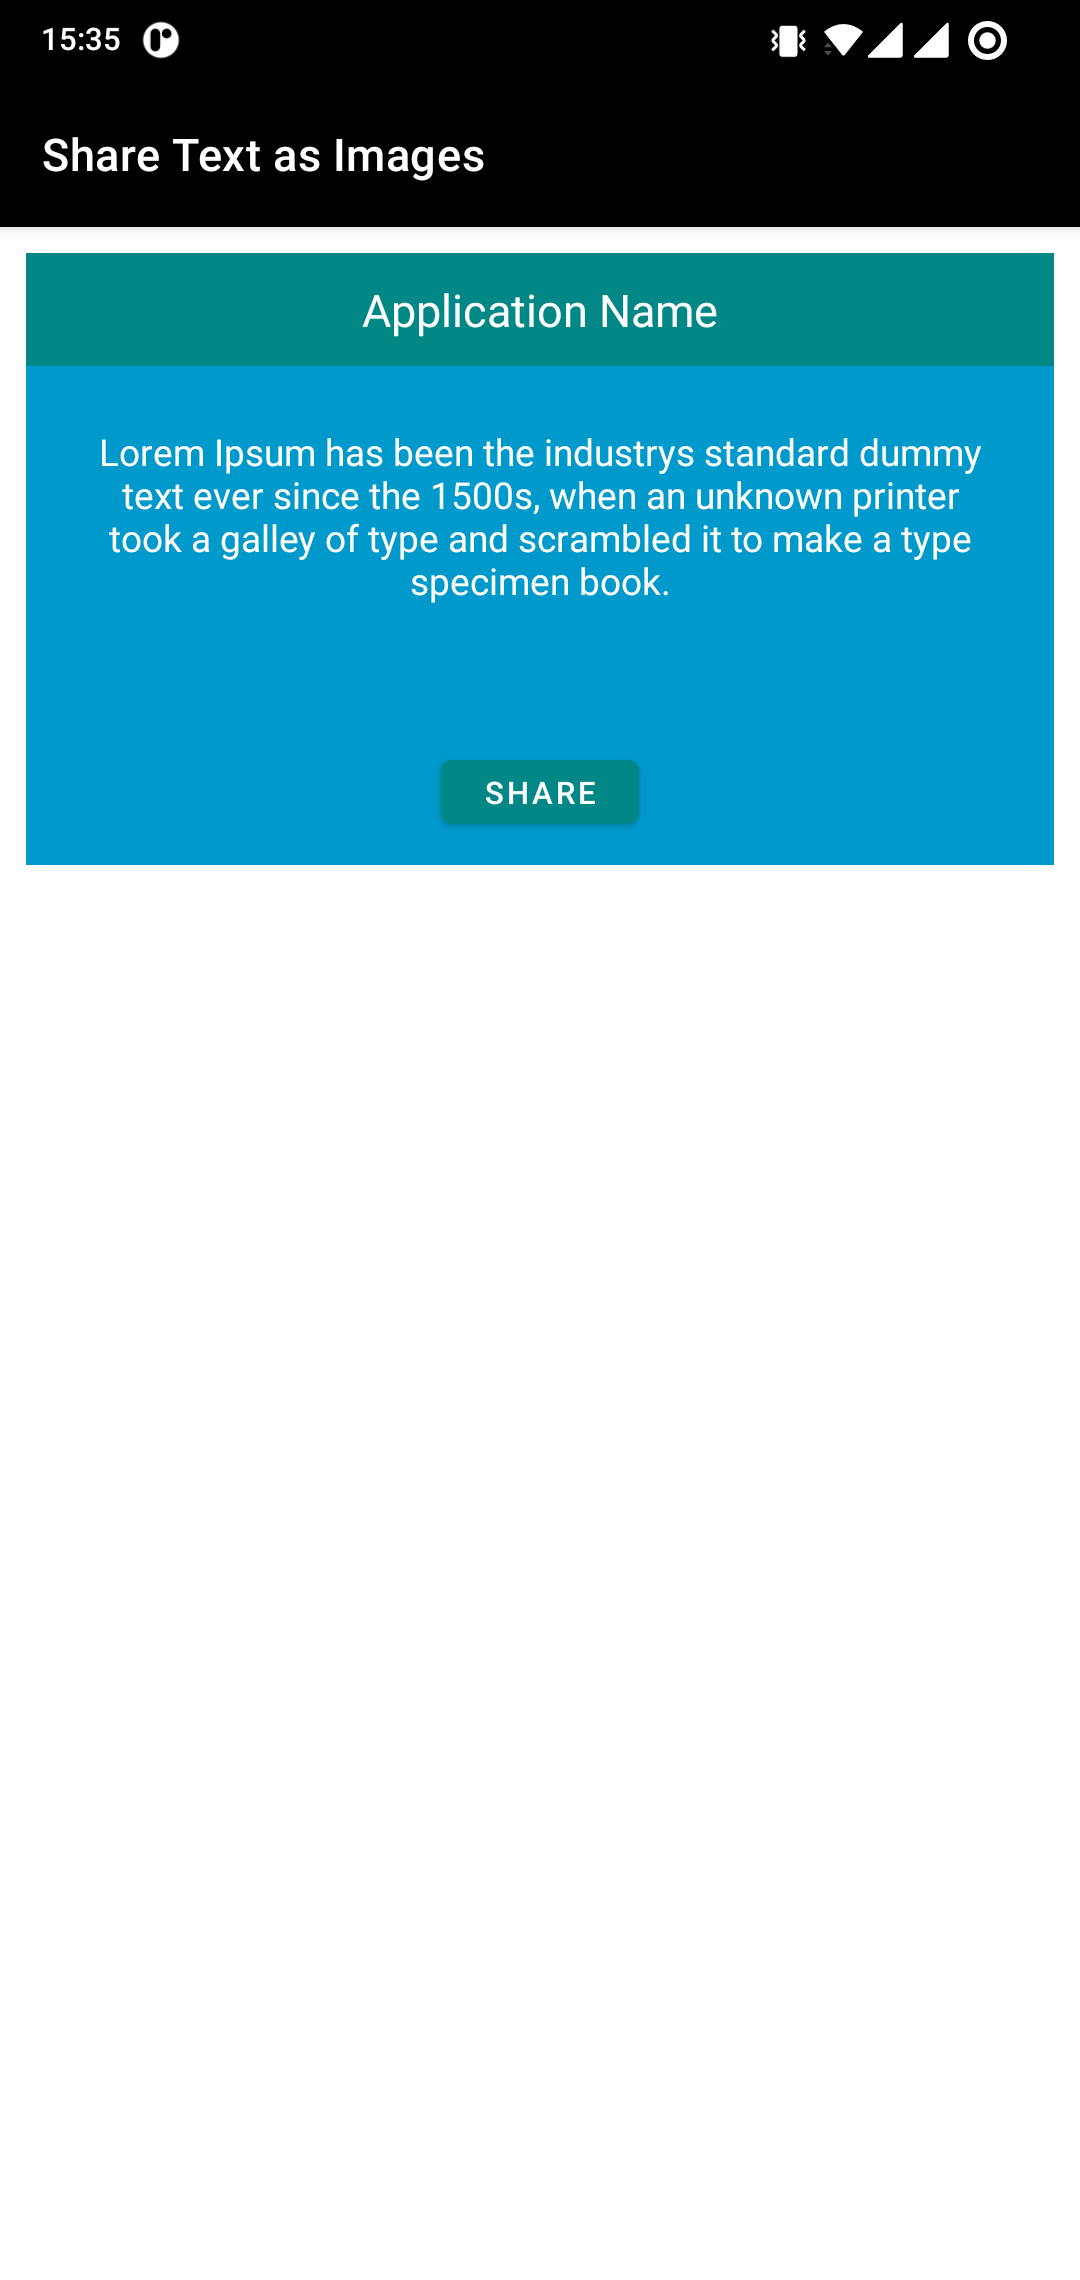 15:35
Share Text as Images
Application Name
Lorem Ipsum has been the industrys standard dummy
text ever since the 1500s, when an unknown printer
took a galley of type and scrambled it to make a type
specimen book.
SHARE